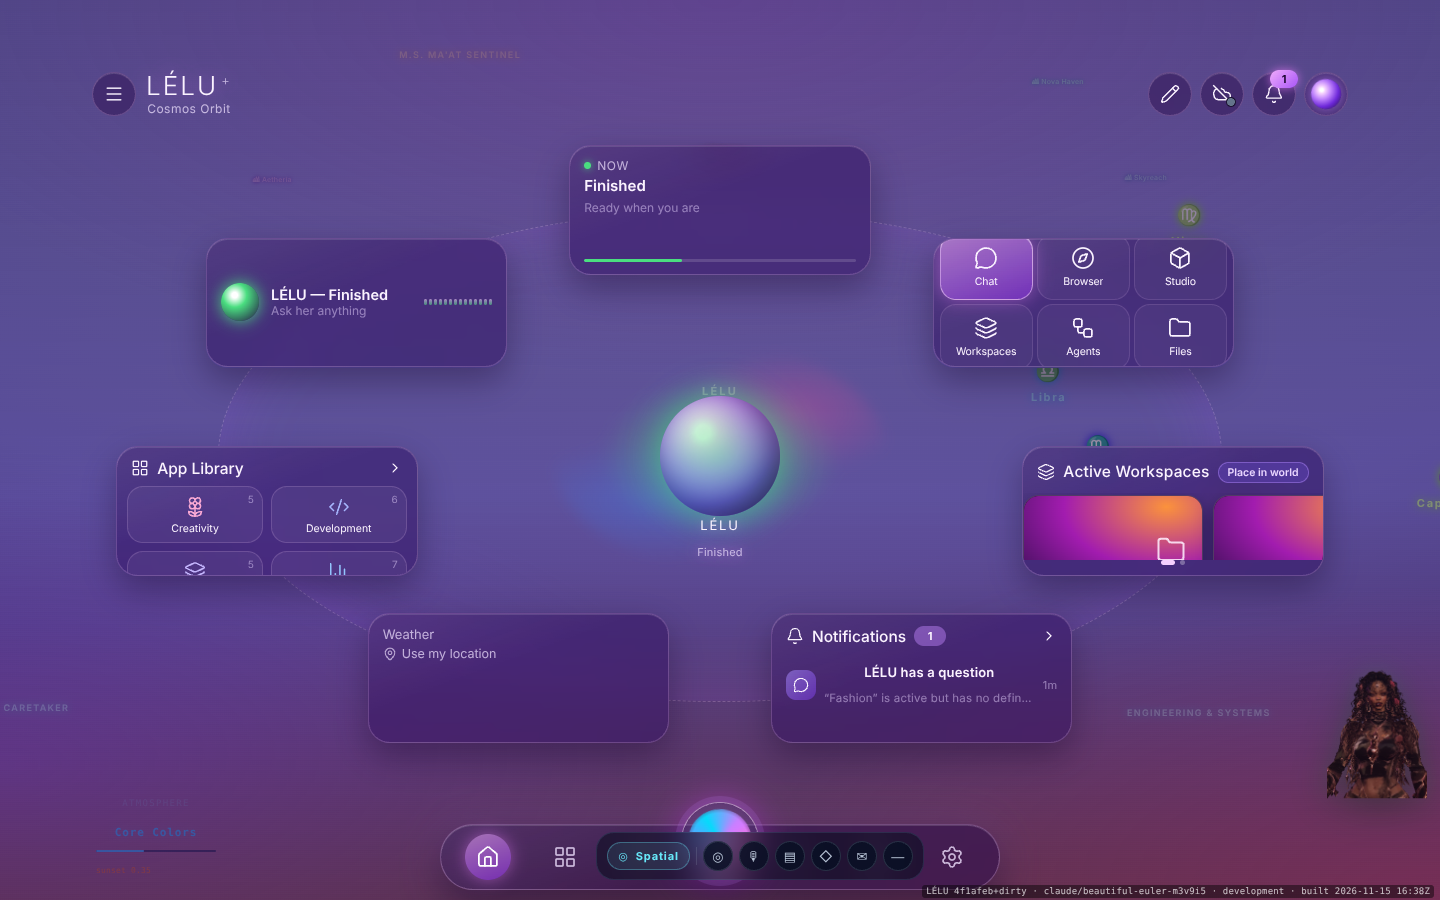 M.S. MA'AT SENTINEL
LÉLU +
Cosmos Orbit
Nova Haven
1
NOW
Finished
Ready when you are
Skyreach
LÉLU — Finished
Ask her anything
Chat
Browser
Studio
Workspaces
Agents
Files
Libra
LÉLU
LÉLU
Finished
App Library
5
Creativity
6
Development
5
7
Active Workspaces
Place in world
Cap
Weather
Use my location
Notifications 1
LÉLU has a question
"Fashion" is active but has no defin...
1m
CARETAKER
ENGINEERING & SYSTEMS
ATMOSPHERE
Core Colors
Spatial
LÉLU 4f1afeb+dirty · claude/beautiful-euler-m3v9i5 · development · built 2026-11-15 16:38Z